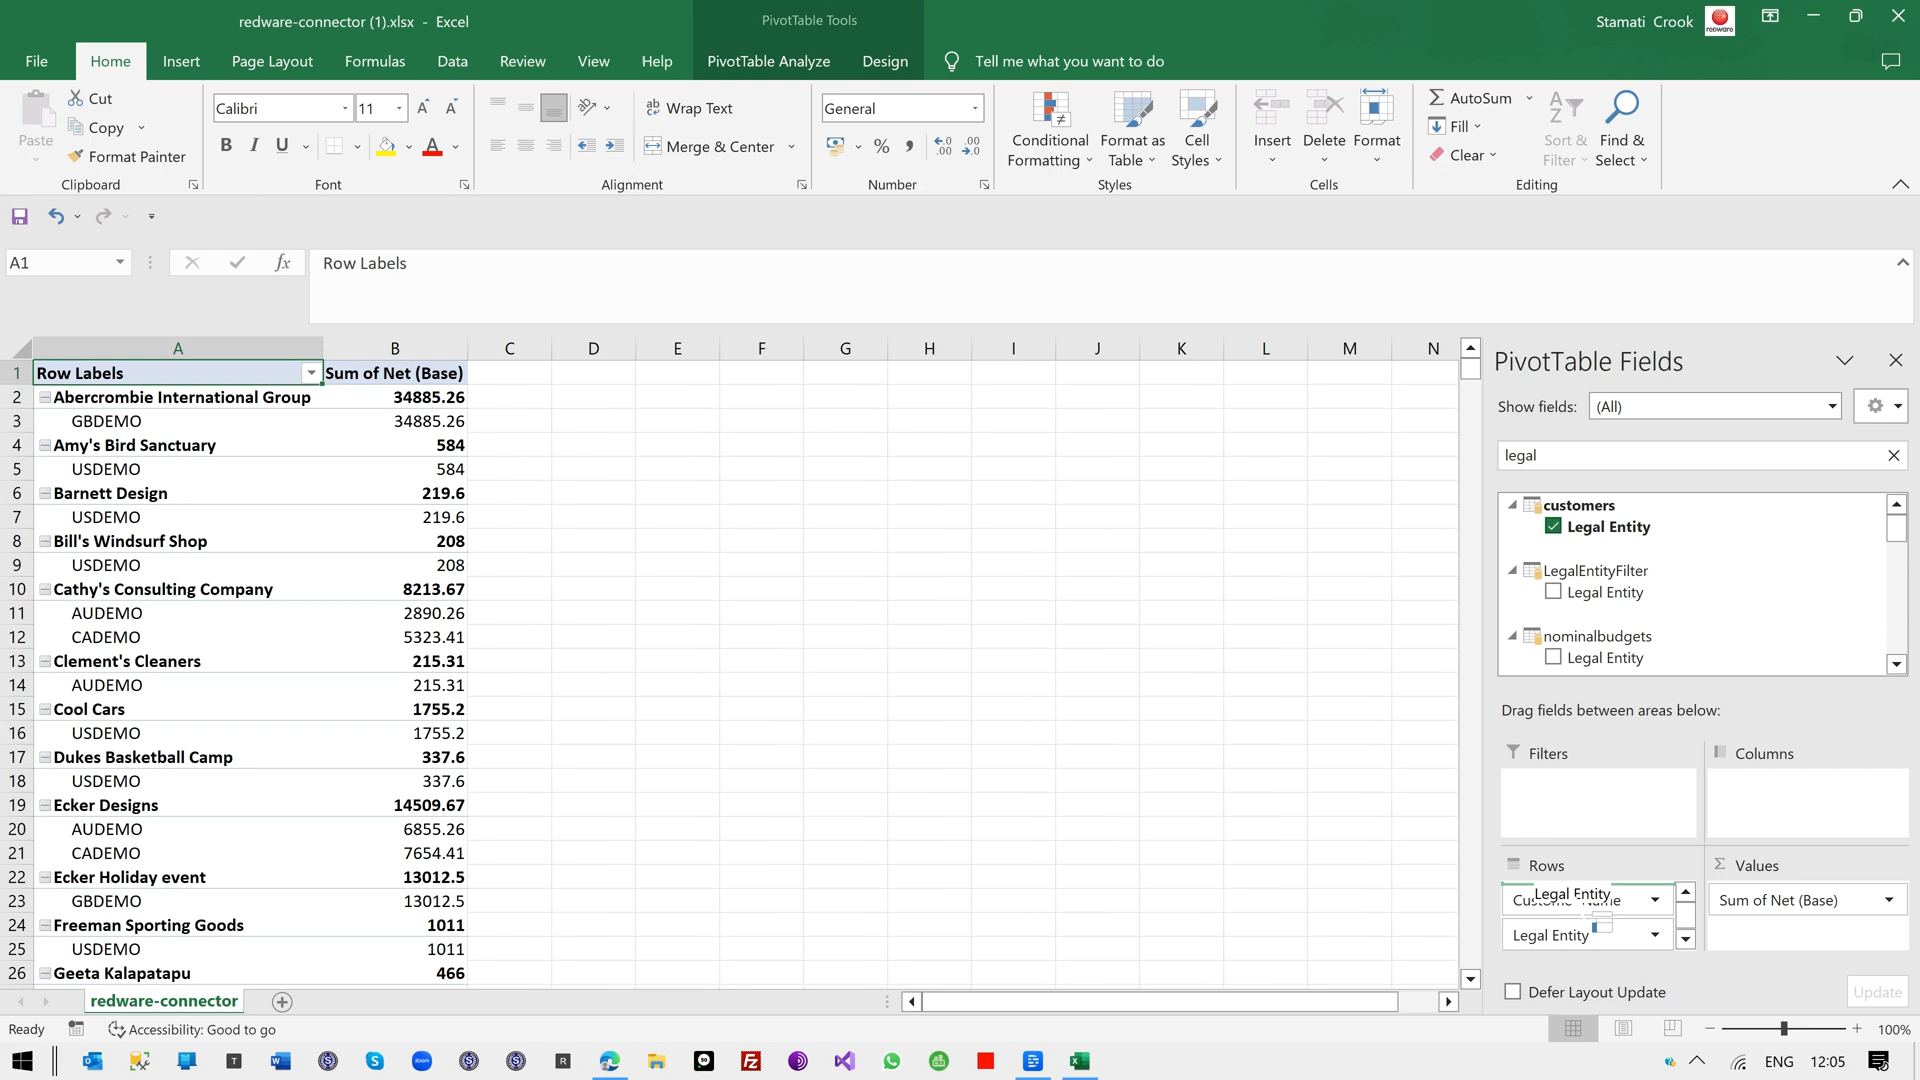 redware-connector (1).xlsx - Excel
PivotTable Tools
Stamati Crook
redware
File
Home
Insert
Page Layout
Formulas
Data
Review
View
Help
PivotTable Analyze
Design
Tell me what you want to do
Paste
Cut
Copy
Format Painter
Clipboard
Calibri
11
B I U
Font
Wrap Text
Merge & Center
Alignment
General
Number
Conditional Formatting
Format as Table
Cell Styles
Styles
Insert
Delete
Format
Cells
AutoSum
Fill
Clear
Sort & Filter
Find & Select
Editing
A1
fx
Row Labels
A B C D E F G H I J K L M N
1 Row Labels Sum of Net (Base)
2 Abercrombie International Group 34885.26
3 GBDEMO 34885.26
4 Amy's Bird Sanctuary 584
5 USDEMO 584
6 Barnett Design 219.6
7 USDEMO 219.6
8 Bill's Windsurf Shop 208
9 USDEMO 208
10 Cathy's Consulting Company 8213.67
11 AUDEMO 2890.26
12 CADEMO 5323.41
13 Clement's Cleaners 215.31
14 AUDEMO 215.31
15 Cool Cars 1755.2
16 USDEMO 1755.2
17 Dukes Basketball Camp 337.6
18 USDEMO 337.6
19 Ecker Designs 14509.67
20 AUDEMO 6855.26
21 CADEMO 7654.41
22 Ecker Holiday event 13012.5
23 GBDEMO 13012.5
24 Freeman Sporting Goods 1011
25 USDEMO 1011
26 Geeta Kalapatapu 466
PivotTable Fields
Show fields: (All)
legal
customers
Legal Entity
LegalEntityFilter
Legal Entity
nominalbudgets
Legal Entity
Drag fields between areas below:
Filters
Columns
Rows
Values
Legal Entity
Sum of Net (Base)
Legal Entity
Defer Layout Update
Update
redware-connector
Ready
Accessibility: Good to go
100%
ENG
12:05